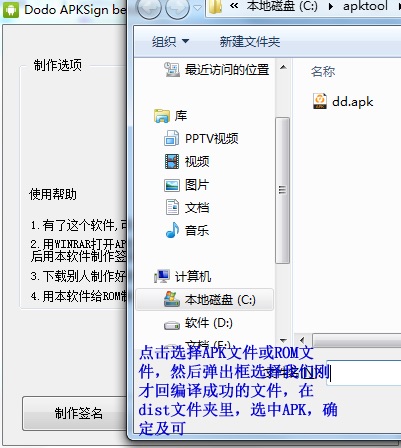 Dodo APKSign be
制作选项
使用帮助
1.有了这个软件,
2.用WINRAR打开AP
后用本软件制作签
3.下载别人制作好
4.用本软件给ROM制
制作签名
本地磁盘 (C:)
apktool
组织
新建文件夹
最近访问的位置
库
PPTV视频
视频
图片
文档
音乐
计算机
本地磁盘 (C:)
软件 (D:)
文档 (E:)
名称
dd.apk
点击选择APK文件或ROM文
件，然后弹出框选择我们刚
才回编译成功的文件，在
dist文件夹里，选中APK，确
定及可